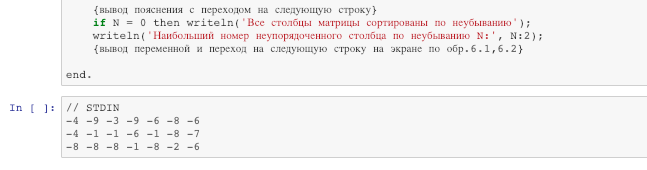 {вывод пояснения с переходом на следующую строку}
if N = 0 then writeln('Все столбцы матрицы сортированы по неубыванию');
writeln('Наибольший номер неупорядоченного столбца по неубыванию N:', N:2);
{вывод переменной и переход на следующую строку на экране по обр.6.1,6.2}
end.
In [ ]: // STDIN
-4 -9 -3 -9 -6 -8 -6
-4 -1 -1 -6 -1 -8 -7
-8 -8 -8 -1 -8 -2 -6